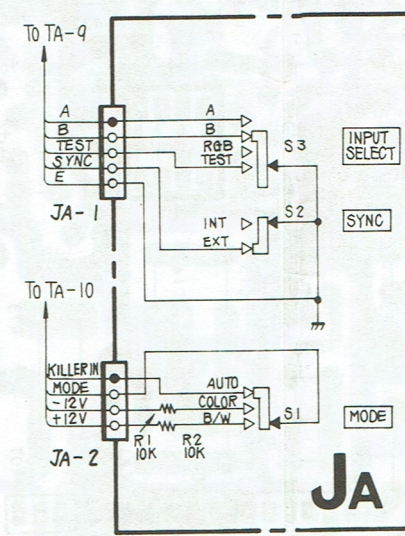 TO TA-9
A
B
TEST
SYNC
E
JA-1
A
B
RGB
TEST
S3
INPUT
SELECT
INT
EXT
S2
SYNC
TO TA-10
KILLER IN
MODE
-12V
+12V
JA-2
AUTO
COLOR
B/W
R1
10K
R2
10K
S1
MODE
JA